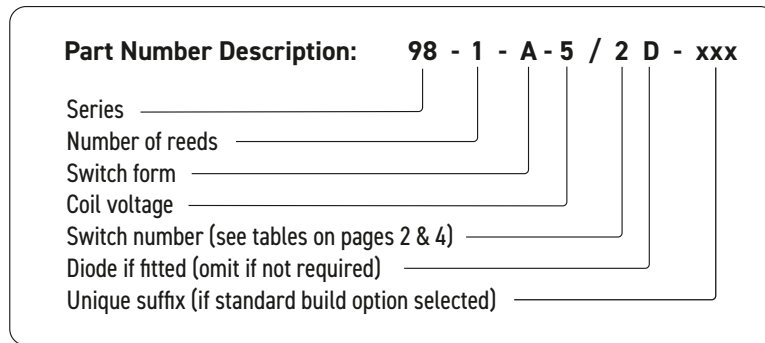 Part Number Description: 98 - 1 - A - 5 / 2 D - xxx
Series
Number of reeds
Switch form
Coil voltage
Switch number (see tables on pages 2 & 4)
Diode if fitted (omit if not required)
Unique suffix (if standard build option selected)